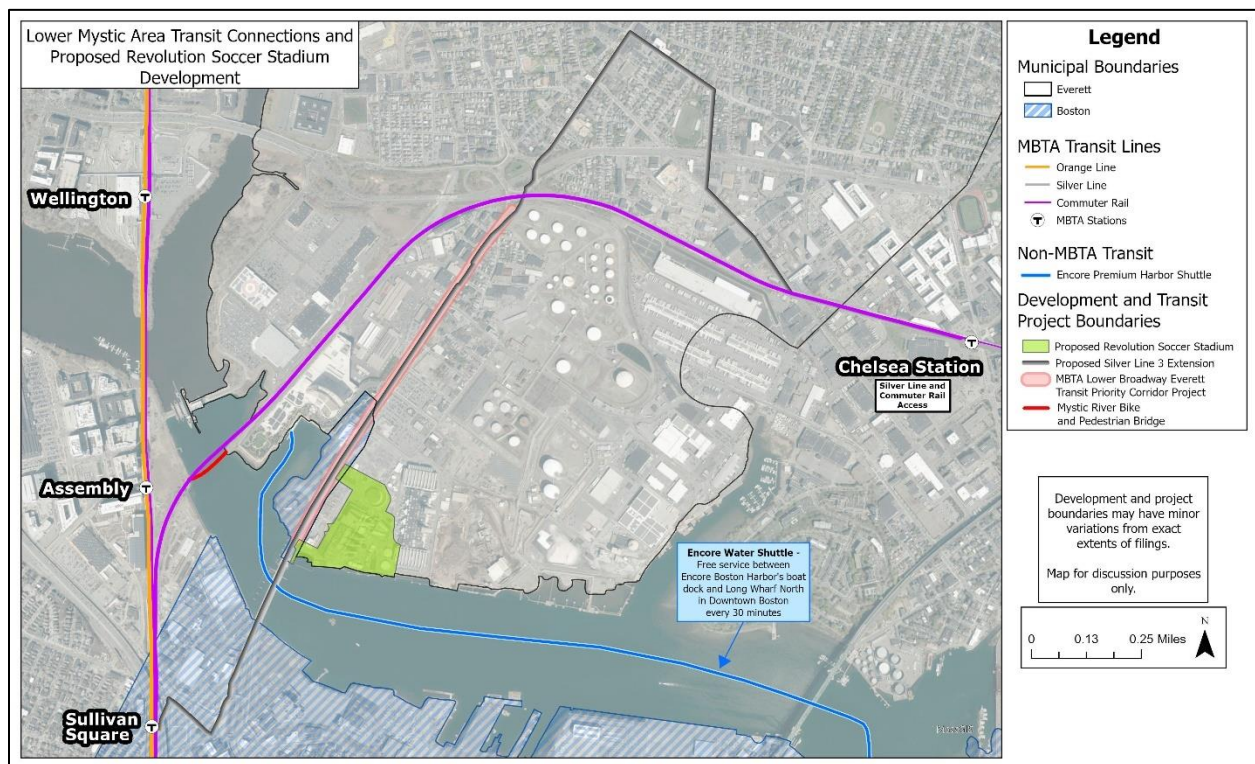 Lower Mystic Area Transit Connections and
Proposed Revolution Soccer Stadium
Development
Wellington
Assembly
Sullivan
Square
Chelsea Station
Silver Line and
Commuter Rail
Access
Encore Water Shuttle -
Free service between
Encore Boston Harbor's boat
dock and Long Wharf North
in Downtown Boston
every 30 minutes
Legend
Municipal Boundaries
Everett
Boston
MBTA Transit Lines
Orange Line
Silver Line
Commuter Rail
T MBTA Stations
Non-MBTA Transit
Encore Premium Harbor Shuttle
Development and Transit
Project Boundaries
Proposed Revolution Soccer Stadium
Proposed Silver Line 3 Extension
MBTA Lower Broadway Everett
Transit Priority Corridor Project
Mystic River Bike
and Pedestrian Bridge
Development and project
boundaries may have minor
variations from exact
extents of filings.
Map for discussion purposes
only.
N
0 0.13 0.25 Miles